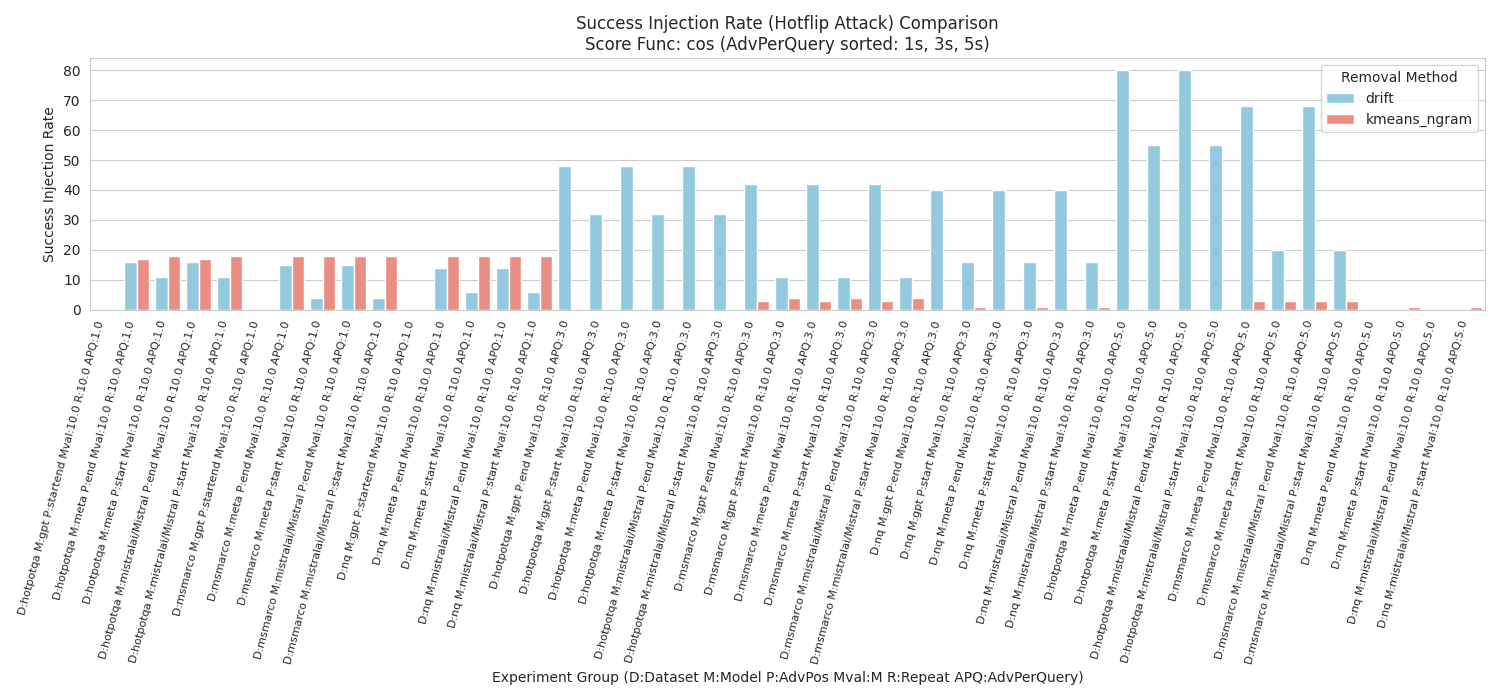 Success Injection Rate (Hotflip Attack) Comparison
Score Func: cos (AdvPerQuery sorted: 1s, 3s, 5s)
Success Injection Rate
80
70
60
50
40
30
20
10
0
Removal Method
drift
kmeans_ngram
D:hotpotqa M:gpt P:startend Mval:10.0 R:10.0 APQ:1.0
D:hotpotqa M:meta P:end Mval:10.0 R:10.0 APQ:1.0
D:hotpotqa M:meta P:start Mval:10.0 R:10.0 APQ:1.0
D:hotpotqa M:mistralai/Mistral P:end Mval:10.0 R:10.0 APQ:1.0
D:hotpotqa M:mistralai/Mistral P:start Mval:10.0 R:10.0 APQ:1.0
D:msmarco M:gpt P:startend Mval:10.0 R:10.0 APQ:1.0
D:msmarco M:meta P:end Mval:10.0 R:10.0 APQ:1.0
D:msmarco M:meta P:start Mval:10.0 R:10.0 APQ:1.0
D:msmarco M:mistralai/Mistral P:end Mval:10.0 R:10.0 APQ:1.0
D:msmarco M:mistralai/Mistral P:start Mval:10.0 R:10.0 APQ:1.0
D:nq M:gpt P:startend Mval:10.0 R:10.0 APQ:1.0
D:nq M:meta P:end Mval:10.0 R:10.0 APQ:1.0
D:nq M:meta P:start Mval:10.0 R:10.0 APQ:1.0
D:nq M:mistralai/Mistral P:end Mval:10.0 R:10.0 APQ:1.0
D:nq M:mistralai/Mistral P:start Mval:10.0 R:10.0 APQ:1.0
D:hotpotqa M:gpt P:end Mval:10.0 R:10.0 APQ:3.0
D:hotpotqa M:gpt P:start Mval:10.0 R:10.0 APQ:3.0
D:hotpotqa M:meta P:end Mval:10.0 R:10.0 APQ:3.0
D:hotpotqa M:meta P:start Mval:10.0 R:10.0 APQ:3.0
D:hotpotqa M:mistralai/Mistral P:end Mval:10.0 R:10.0 APQ:3.0
D:hotpotqa M:mistralai/Mistral P:start Mval:10.0 R:10.0 APQ:3.0
D:msmarco M:gpt P:end Mval:10.0 R:10.0 APQ:3.0
D:msmarco M:gpt P:start Mval:10.0 R:10.0 APQ:3.0
D:msmarco M:meta P:end Mval:10.0 R:10.0 APQ:3.0
D:msmarco M:meta P:start Mval:10.0 R:10.0 APQ:3.0
D:msmarco M:mistralai/Mistral P:end Mval:10.0 R:10.0 APQ:3.0
D:msmarco M:mistralai/Mistral P:start Mval:10.0 R:10.0 APQ:3.0
D:nq M:gpt P:end Mval:10.0 R:10.0 APQ:3.0
D:nq M:gpt P:start Mval:10.0 R:10.0 APQ:3.0
D:nq M:meta P:end Mval:10.0 R:10.0 APQ:3.0
D:nq M:meta P:start Mval:10.0 R:10.0 APQ:3.0
D:nq M:mistralai/Mistral P:end Mval:10.0 R:10.0 APQ:3.0
D:nq M:mistralai/Mistral P:start Mval:10.0 R:10.0 APQ:3.0
D:hotpotqa M:meta P:end Mval:10.0 R:10.0 APQ:5.0
D:hotpotqa M:meta P:start Mval:10.0 R:10.0 APQ:5.0
D:hotpotqa M:mistralai/Mistral P:end Mval:10.0 R:10.0 APQ:5.0
D:hotpotqa M:mistralai/Mistral P:start Mval:10.0 R:10.0 APQ:5.0
D:msmarco M:meta P:end Mval:10.0 R:10.0 APQ:5.0
D:msmarco M:meta P:start Mval:10.0 R:10.0 APQ:5.0
D:msmarco M:mistralai/Mistral P:end Mval:10.0 R:10.0 APQ:5.0
D:msmarco M:mistralai/Mistral P:start Mval:10.0 R:10.0 APQ:5.0
D:nq M:meta P:end Mval:10.0 R:10.0 APQ:5.0
D:nq M:meta P:start Mval:10.0 R:10.0 APQ:5.0
D:nq M:mistralai/Mistral P:end Mval:10.0 R:10.0 APQ:5.0
D:nq M:mistralai/Mistral P:start Mval:10.0 R:10.0 APQ:5.0
Experiment Group (D:Dataset M:Model P:AdvPos Mval:M R:Repeat APQ:AdvPerQuery)